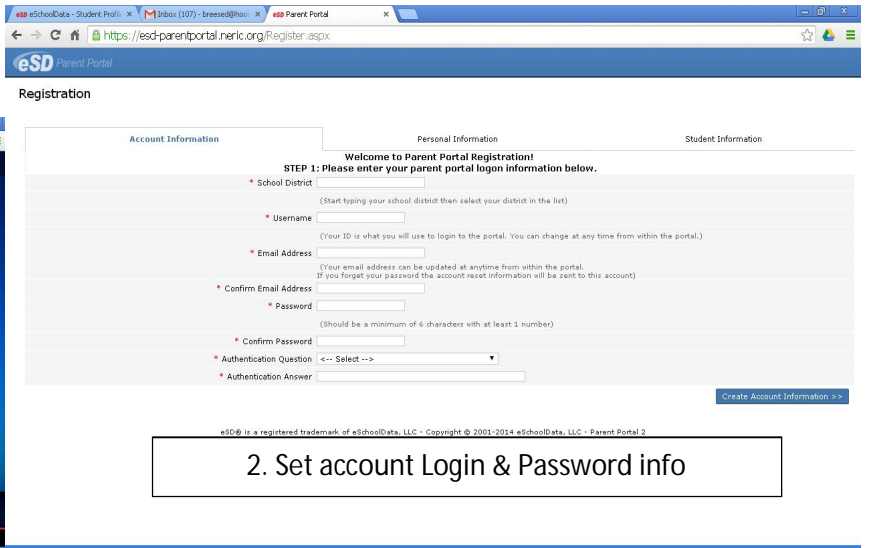 eSD eSchoolData - Student Profil × M Inbox (107) - breesed@hoos × eSD Parent Portal ×
https://esd-parentportal.neric.org/Register.aspx
eSD Parent Portal
Registration
Account Information Personal Information Student Information
Welcome to Parent Portal Registration!
STEP 1: Please enter your parent portal logon information below.
* School District
(Start typing your school district then select your district in the list)
* Username
(Your ID is what you will use to login to the portal. You can change at any time from within the portal.)
* Email Address
(Your email address can be updated at anytime from within the portal.
If you forget your password the account reset information will be sent to this account)
* Confirm Email Address
* Password
(Should be a minimum of 6 characters with at least 1 number)
* Confirm Password
* Authentication Question <-- Select -->
* Authentication Answer
Create Account Information >>
eSD® is a registered trademark of eSchoolData, LLC - Copyright © 2001-2014 eSchoolData, LLC - Parent Portal 2
2. Set account Login & Password info